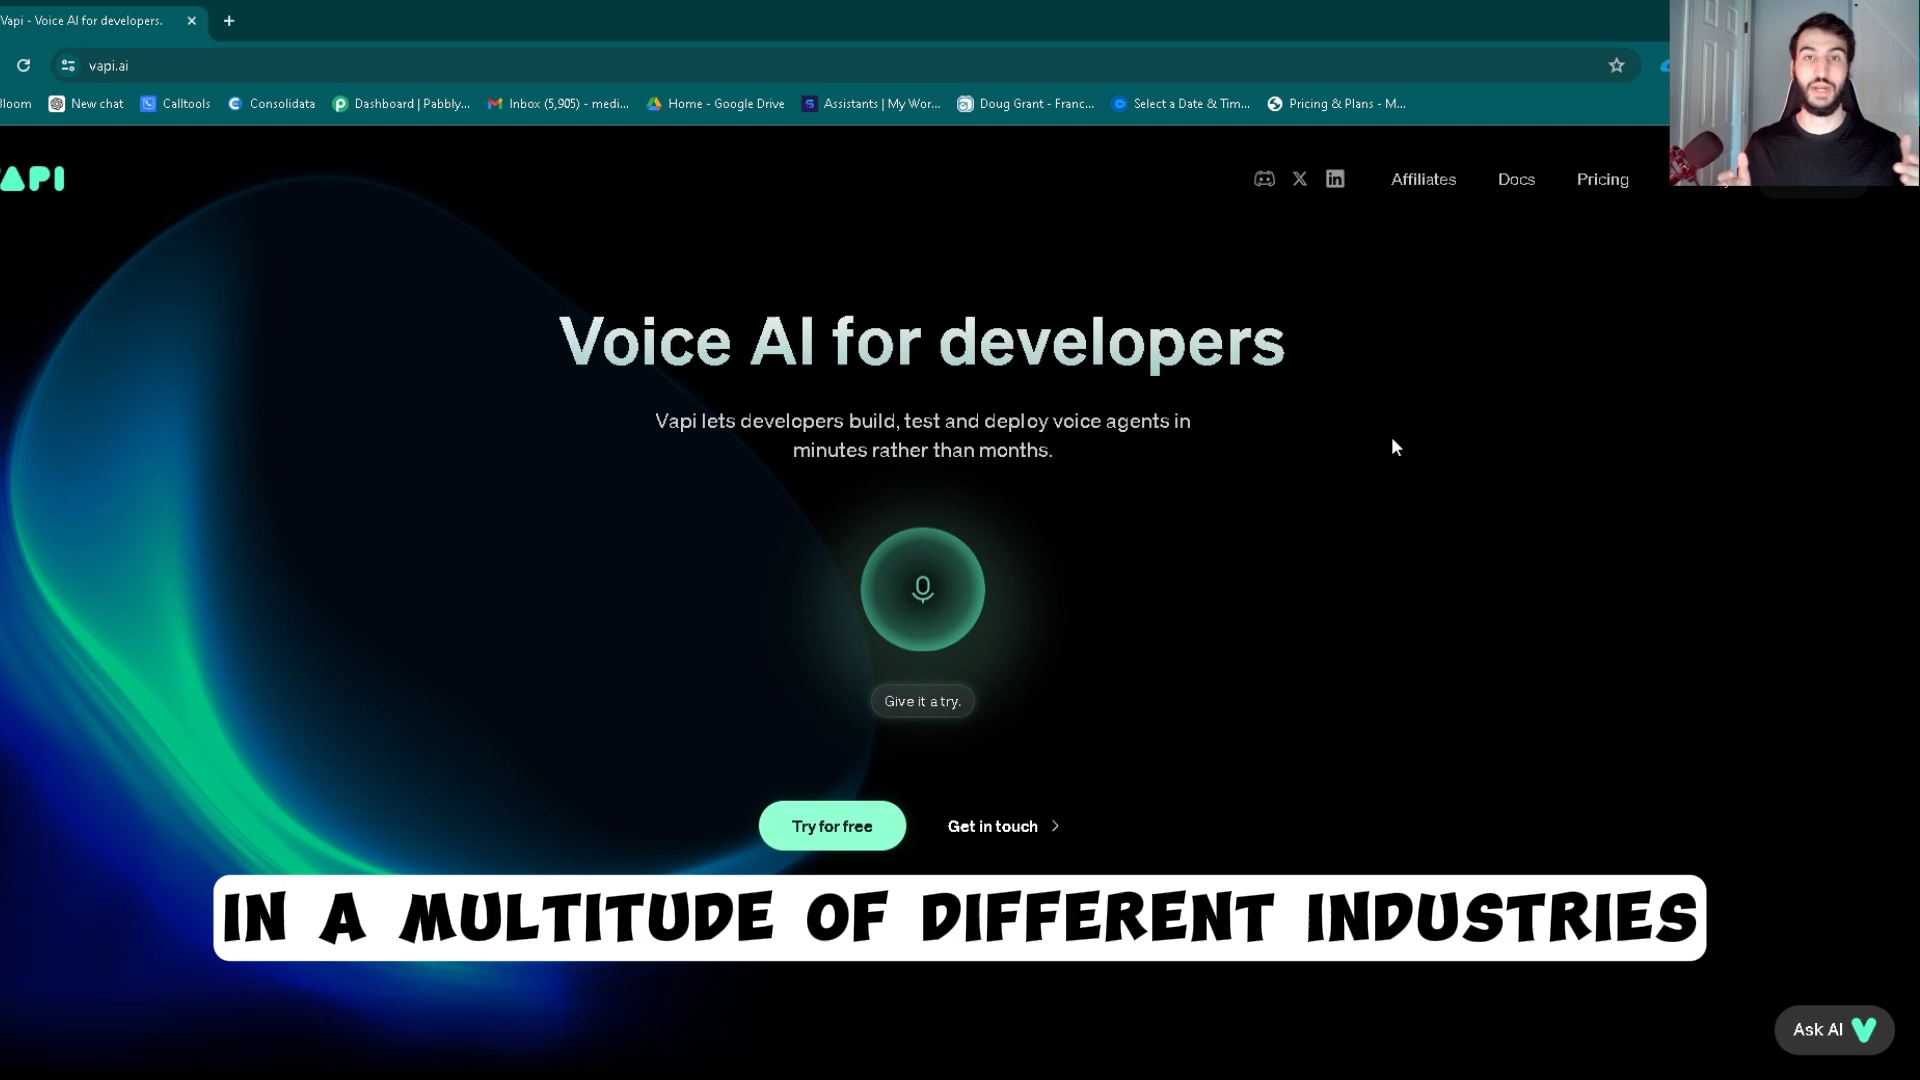 Vapi - Voice AI for developers.
vapi.ai
Bloom
New chat
Calltools
Consolidata
Dashboard | Pabbly...
Inbox (5,905) - medi...
Home - Google Drive
Assistants | My Wor...
Doug Grant - Franc...
Select a Date & Tim...
Pricing & Plans - M...
VAPI
Affiliates
Docs
Pricing
Voice AI for developers
Vapi lets developers build, test and deploy voice agents in
minutes rather than months.
Give it a try.
Try for free
Get in touch
IN A MULTITUDE OF DIFFERENT INDUSTRIES
Ask AI